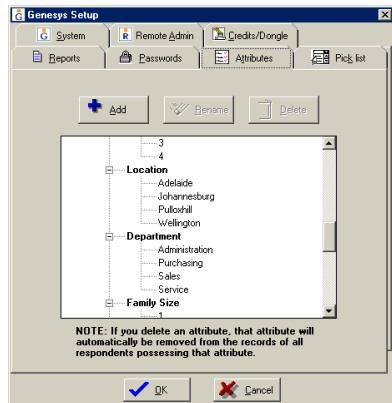 Genesys Setup
System
Remote Admin
Credits/Dongle
Reports
Passwords
Attributes
Pick list
Add
Rename
Delete
3
4
Location
Adelaide
Johannesburg
Pulloxhill
Wellington
Department
Administration
Purchasing
Sales
Service
Family Size
1
NOTE: If you delete an attribute, that attribute will
automatically be removed from the records of all
respondents possessing that attribute.
OK
Cancel